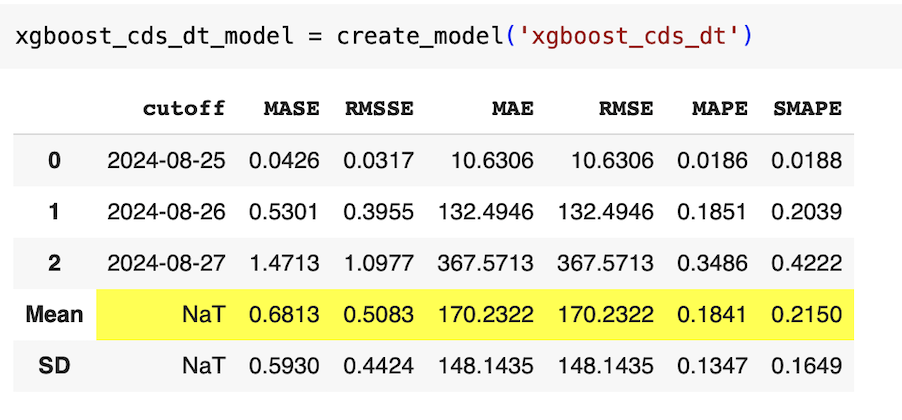 xgboost_cds_dt_model = create_model('xgboost_cds_dt')
cutoff MASE RMSSE MAE RMSE MAPE SMAPE
0 2024-08-25 0.0426 0.0317 10.6306 10.6306 0.0186 0.0188
1 2024-08-26 0.5301 0.3955 132.4946 132.4946 0.1851 0.2039
2 2024-08-27 1.4713 1.0977 367.5713 367.5713 0.3486 0.4222
Mean NaT 0.6813 0.5083 170.2322 170.2322 0.1841 0.2150
SD NaT 0.5930 0.4424 148.1435 148.1435 0.1347 0.1649